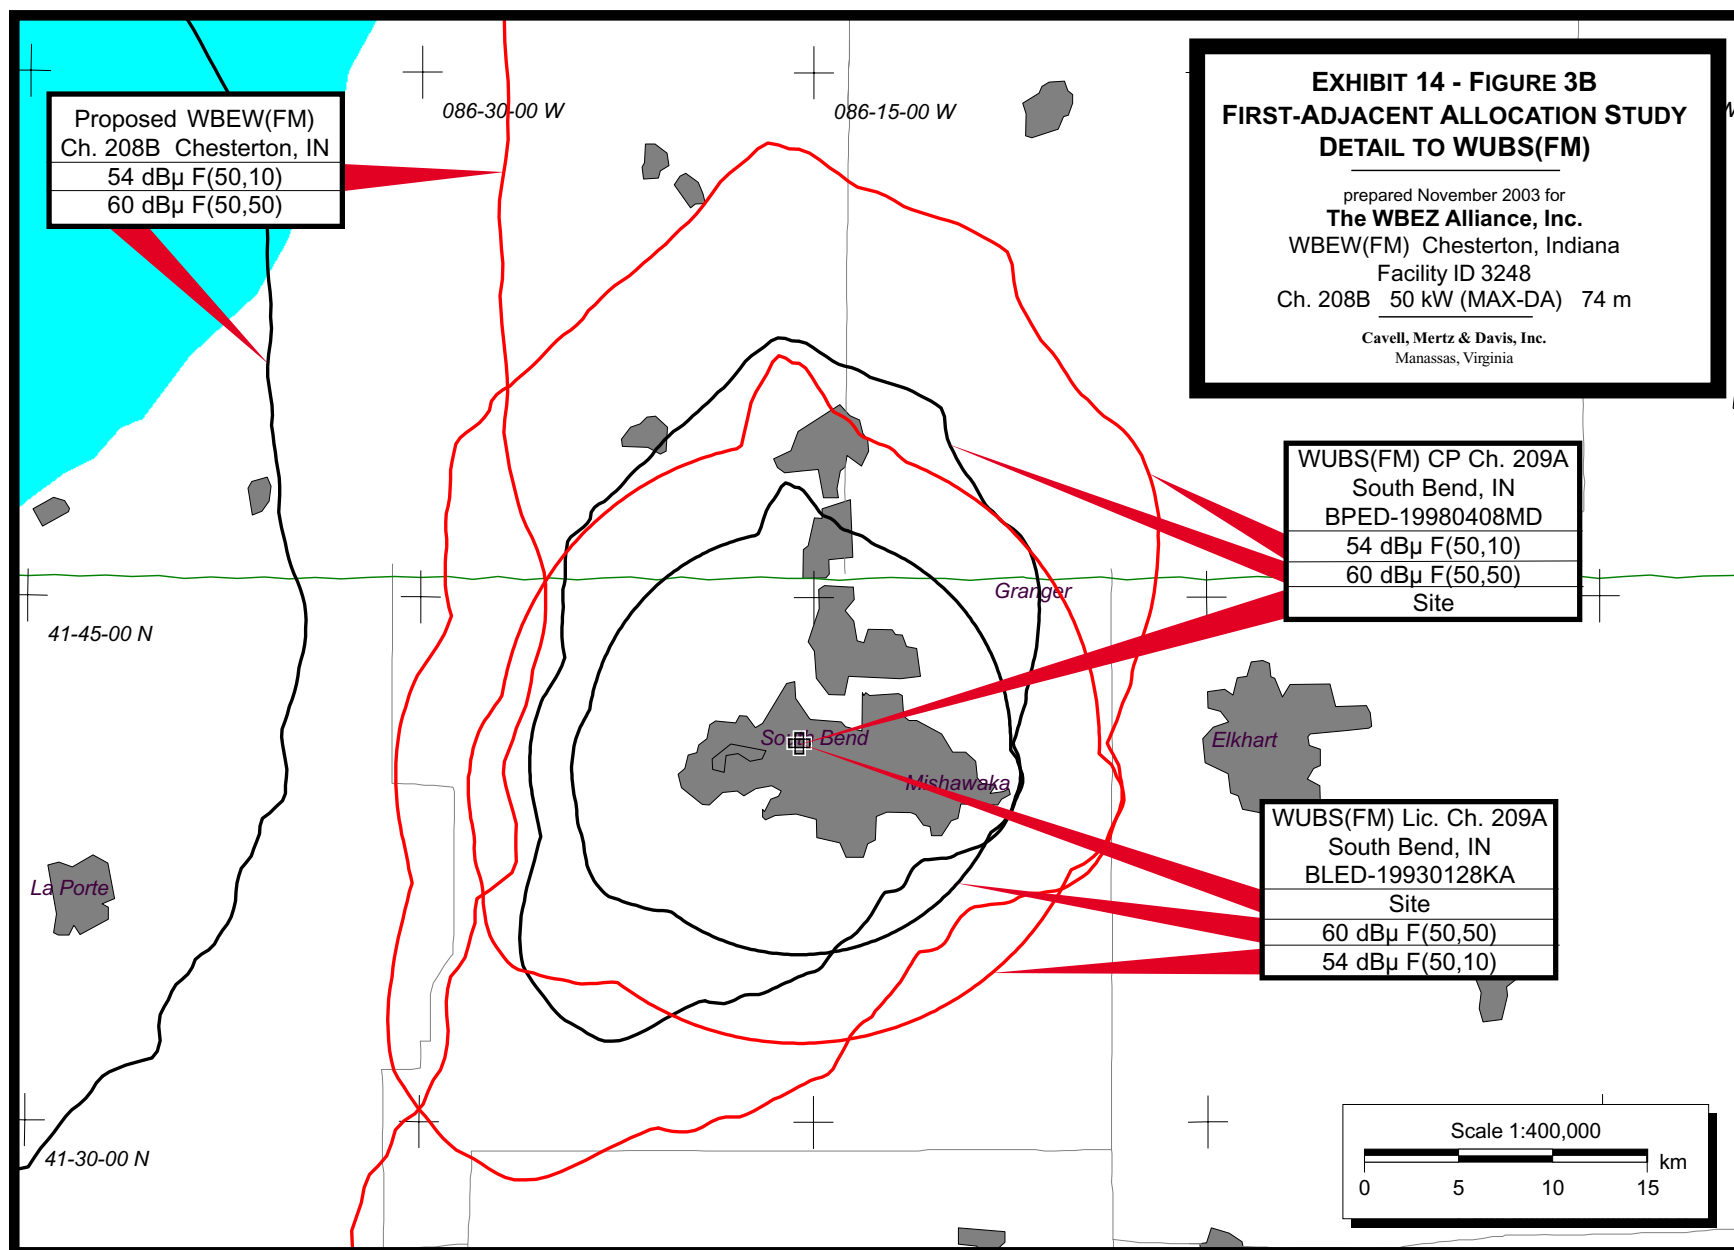 EXHIBIT 14 - FIGURE 3B
FIRST-ADJACENT ALLOCATION STUDY
DETAIL TO WUBS(FM)
prepared November 2003 for
The WBEZ Alliance, Inc.
WBEW(FM) Chesterton, Indiana
Facility ID 3248
Ch. 208B 50 kW (MAX-DA) 74 m
Cavell, Mertz & Davis, Inc.
Manassas, Virginia
Proposed WBEW(FM)
Ch. 208B Chesterton, IN
54 dBµ F(50,10)
60 dBµ F(50,50)
086-30-00 W
086-15-00 W
WUBS(FM) CP Ch. 209A
South Bend, IN
BPED-19980408MD
54 dBµ F(50,10)
60 dBµ F(50,50)
Site
Granger
41-45-00 N
South Bend
Elkhart
Mishawaka
WUBS(FM) Lic. Ch. 209A
South Bend, IN
BLED-19930128KA
Site
60 dBµ F(50,50)
54 dBµ F(50,10)
La Porte
41-30-00 N
Scale 1:400,000
km
0 5 10 15